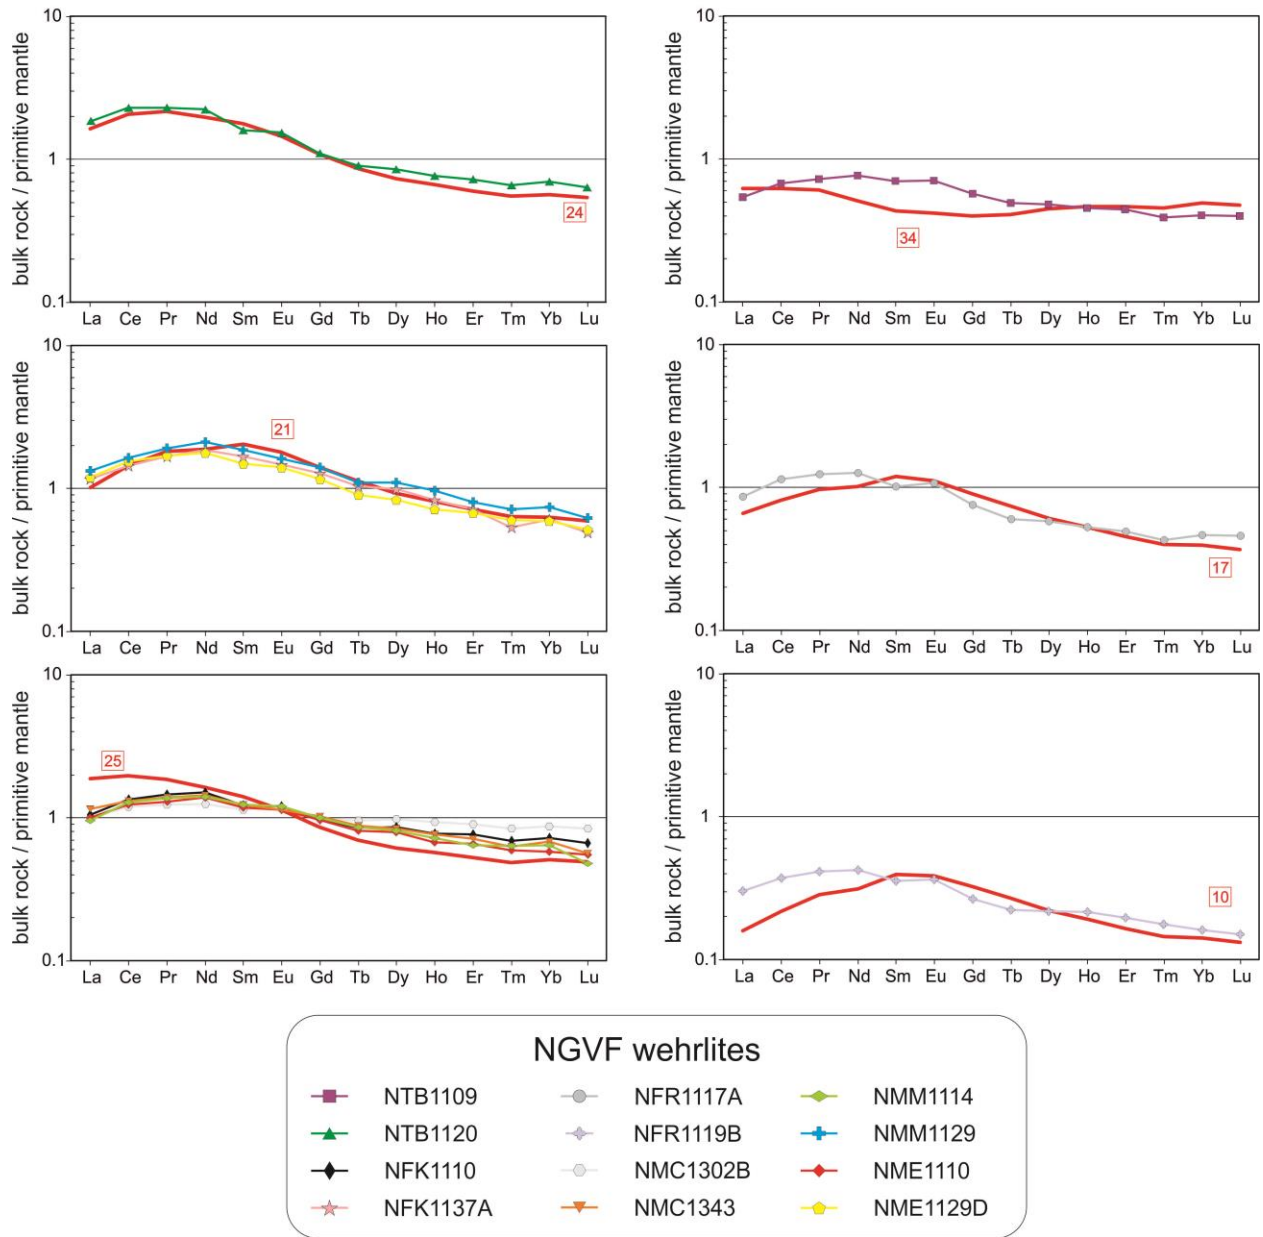 10
1
0.1
bulk rock / primitive mantle
24
La Ce Pr Nd Sm Eu Gd Tb Dy Ho Er Tm Yb Lu
10
1
0.1
bulk rock / primitive mantle
34
La Ce Pr Nd Sm Eu Gd Tb Dy Ho Er Tm Yb Lu
10
1
0.1
bulk rock / primitive mantle
21
La Ce Pr Nd Sm Eu Gd Tb Dy Ho Er Tm Yb Lu
10
1
0.1
bulk rock / primitive mantle
17
La Ce Pr Nd Sm Eu Gd Tb Dy Ho Er Tm Yb Lu
10
1
0.1
bulk rock / primitive mantle
25
La Ce Pr Nd Sm Eu Gd Tb Dy Ho Er Tm Yb Lu
10
1
0.1
bulk rock / primitive mantle
10
La Ce Pr Nd Sm Eu Gd Tb Dy Ho Er Tm Yb Lu
NGVF wehrlites
NTB1109 NFR1117A NMM1114
NTB1120 NFR1119B NMM1129
NFK1110 NMC1302B NME1110
NFK1137A NMC1343 NME1129D